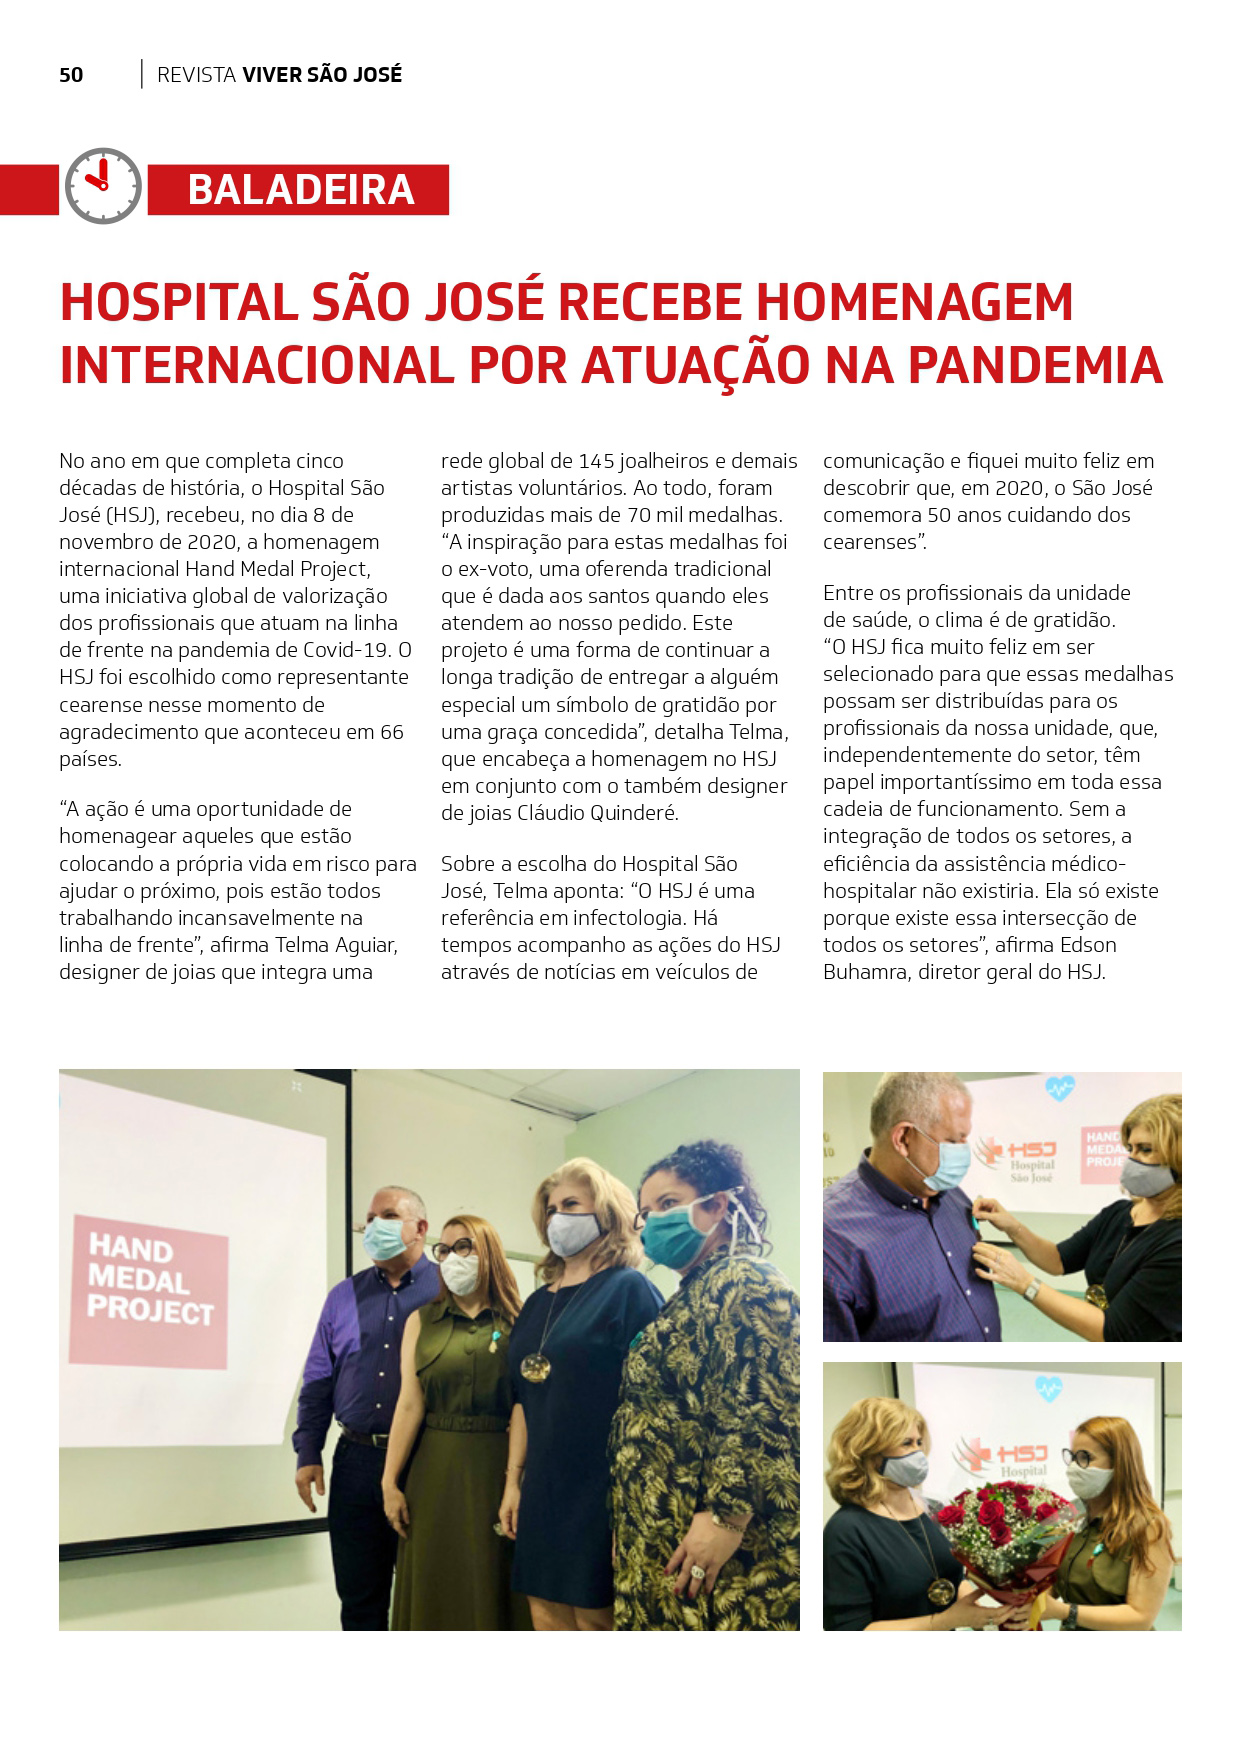 50
REVISTA VIVER SÃO JOSÉ
BALADEIRA
HOSPITAL SÃO JOSÉ RECEBE HOMENAGEM
INTERNACIONAL POR ATUAÇÃO NA PANDEMIA
No ano em que completa cinco
décadas de história, o Hospital São
José (HSJ), recebeu, no dia 8 de
novembro de 2020, a homenagem
internacional Hand Medal Project,
uma iniciativa global de valorização
dos profissionais que atuam na linha
de frente na pandemia de Covid-19. O
HSJ foi escolhido como representante
cearense nesse momento de
agradecimento que aconteceu em 66
países.
“A ação é uma oportunidade de
homenagear aqueles que estão
colocando a própria vida em risco para
ajudar o próximo, pois estão todos
trabalhando incansavelmente na
linha de frente”, afirma Telma Aguiar,
designer de joias que integra uma
rede global de 145 joalheiros e demais
artistas voluntários. Ao todo, foram
produzidas mais de 70 mil medalhas.
“A inspiração para estas medalhas foi
o ex-voto, uma oferenda tradicional
que é dada aos santos quando eles
atendem ao nosso pedido. Este
projeto é uma forma de continuar a
longa tradição de entregar a alguém
especial um símbolo de gratidão por
uma graça concedida”, detalha Telma,
que encabeça a homenagem no HSJ
em conjunto com o também designer
de joias Cláudio Quinderé.
Sobre a escolha do Hospital São
José, Telma aponta: “O HSJ é uma
referência em infectologia. Há
tempos acompanho as ações do HSJ
através de notícias em veículos de
comunicação e fiquei muito feliz em
descobrir que, em 2020, o São José
comemora 50 anos cuidando dos
cearenses”.
Entre os profissionais da unidade
de saúde, o clima é de gratidão.
“O HSJ fica muito feliz em ser
selecionado para que essas medalhas
possam ser distribuídas para os
profissionais da nossa unidade, que,
independentemente do setor, têm
papel importantíssimo em toda essa
cadeia de funcionamento. Sem a
integração de todos os setores, a
eficiência da assistência médico-
hospitalar não existiria. Ela só existe
porque existe essa intersecção de
todos os setores”, afirma Edson
Buhamra, diretor geral do HSJ.
HAND
MEDAL
PROJECT
HSJ
Hospital
São José
HAND
MEDAL
PROJE
HSJ
Hospital